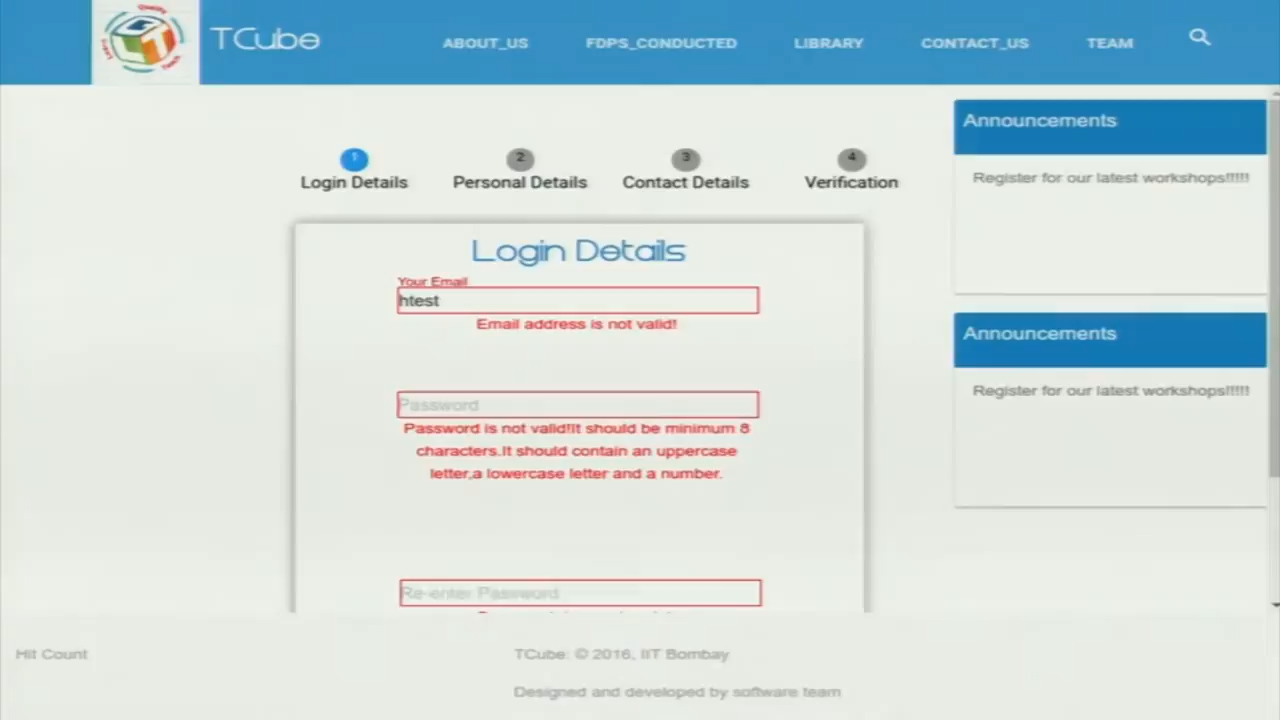 TCube
ABOUT_US
FDPS_CONDUCTED
LIBRARY
CONTACT_US
TEAM
1
2
3
4
Login Details
Personal Details
Contact Details
Verification
Login Details
Your Email
htest
Email address is not valid!
Password
Password is not valid!It should be minimum 8
characters.It should contain an uppercase
letter,a lowercase letter and a number.
Re-enter Password
Announcements
Register for our latest workshops!!!!!
Announcements
Register for our latest workshops!!!!!
Hit Count
TCube: © 2016, IIT Bombay
Designed and developed by software team